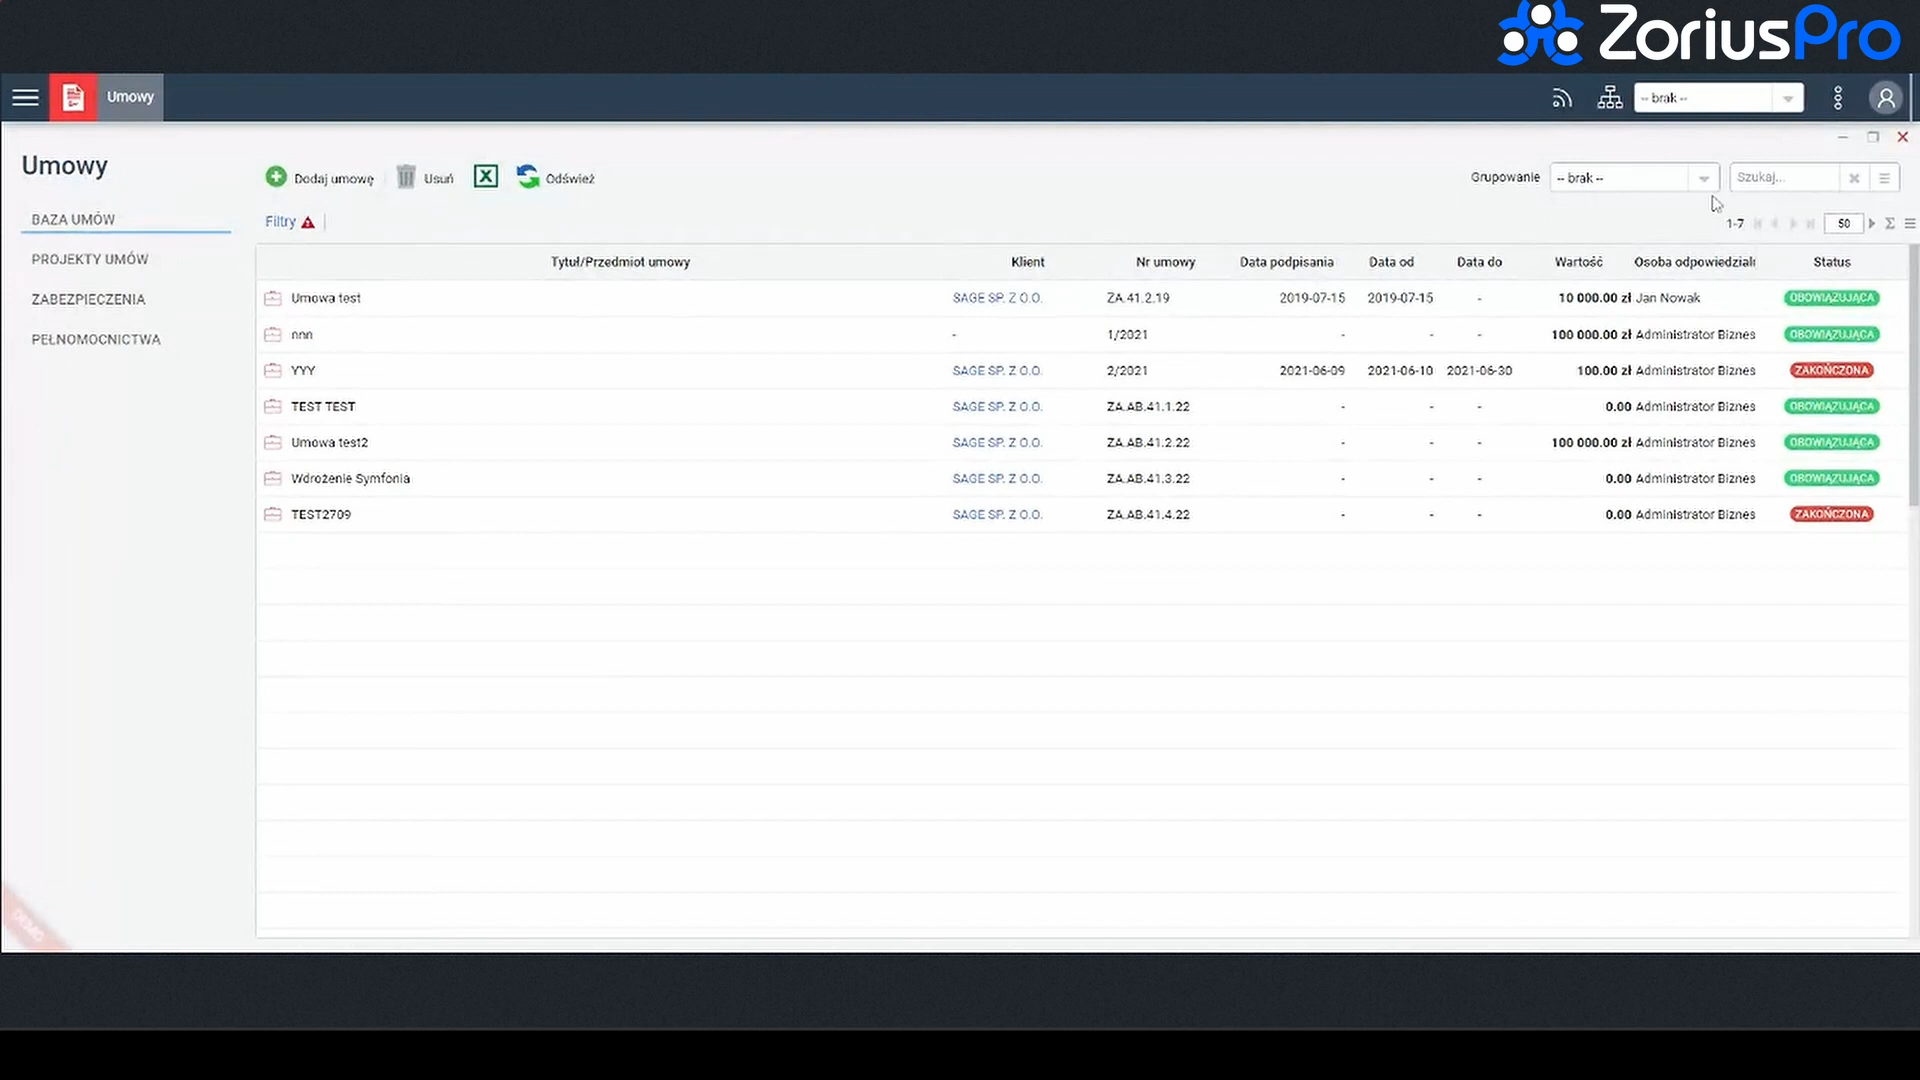 ZoriusPro
Umowy -- brak --
Umowy
Dodaj umowę Usuń Odśwież Grupowanie -- brak -- Szukaj...
BAZA UMÓW
PROJEKTY UMÓW
ZABEZPIECZENIA
PEŁNOMOCNICTWA
Filtry 1-7 50
Tytuł/Przedmiot umowy Klient Nr umowy Data podpisania Data od Data do Wartość Osoba odpowiedzialn Status
Umowa test SAGE SP. Z O.O. ZA.41.2.19 2019-07-15 2019-07-15 - 10 000.00 zł Jan Nowak OBOWIĄZUJĄCA
nnn - 1/2021 - - - 100 000.00 zł Administrator Biznes OBOWIĄZUJĄCA
YYY SAGE SP. Z O.O. 2/2021 2021-06-09 2021-06-10 2021-06-30 100.00 zł Administrator Biznes ZAKOŃCZONA
TEST TEST SAGE SP. Z O.O. ZA.AB.41.1.22 - - - 0.00 Administrator Biznes OBOWIĄZUJĄCA
Umowa test2 SAGE SP. Z O.O. ZA.AB.41.2.22 - - - 100 000.00 zł Administrator Biznes OBOWIĄZUJĄCA
Wdrożenie Symfonia SAGE SP. Z O.O. ZA.AB.41.3.22 - - - 0.00 Administrator Biznes OBOWIĄZUJĄCA
TEST2709 SAGE SP. Z O.O. ZA.AB.41.4.22 - - - 0.00 Administrator Biznes ZAKOŃCZONA
DEMO